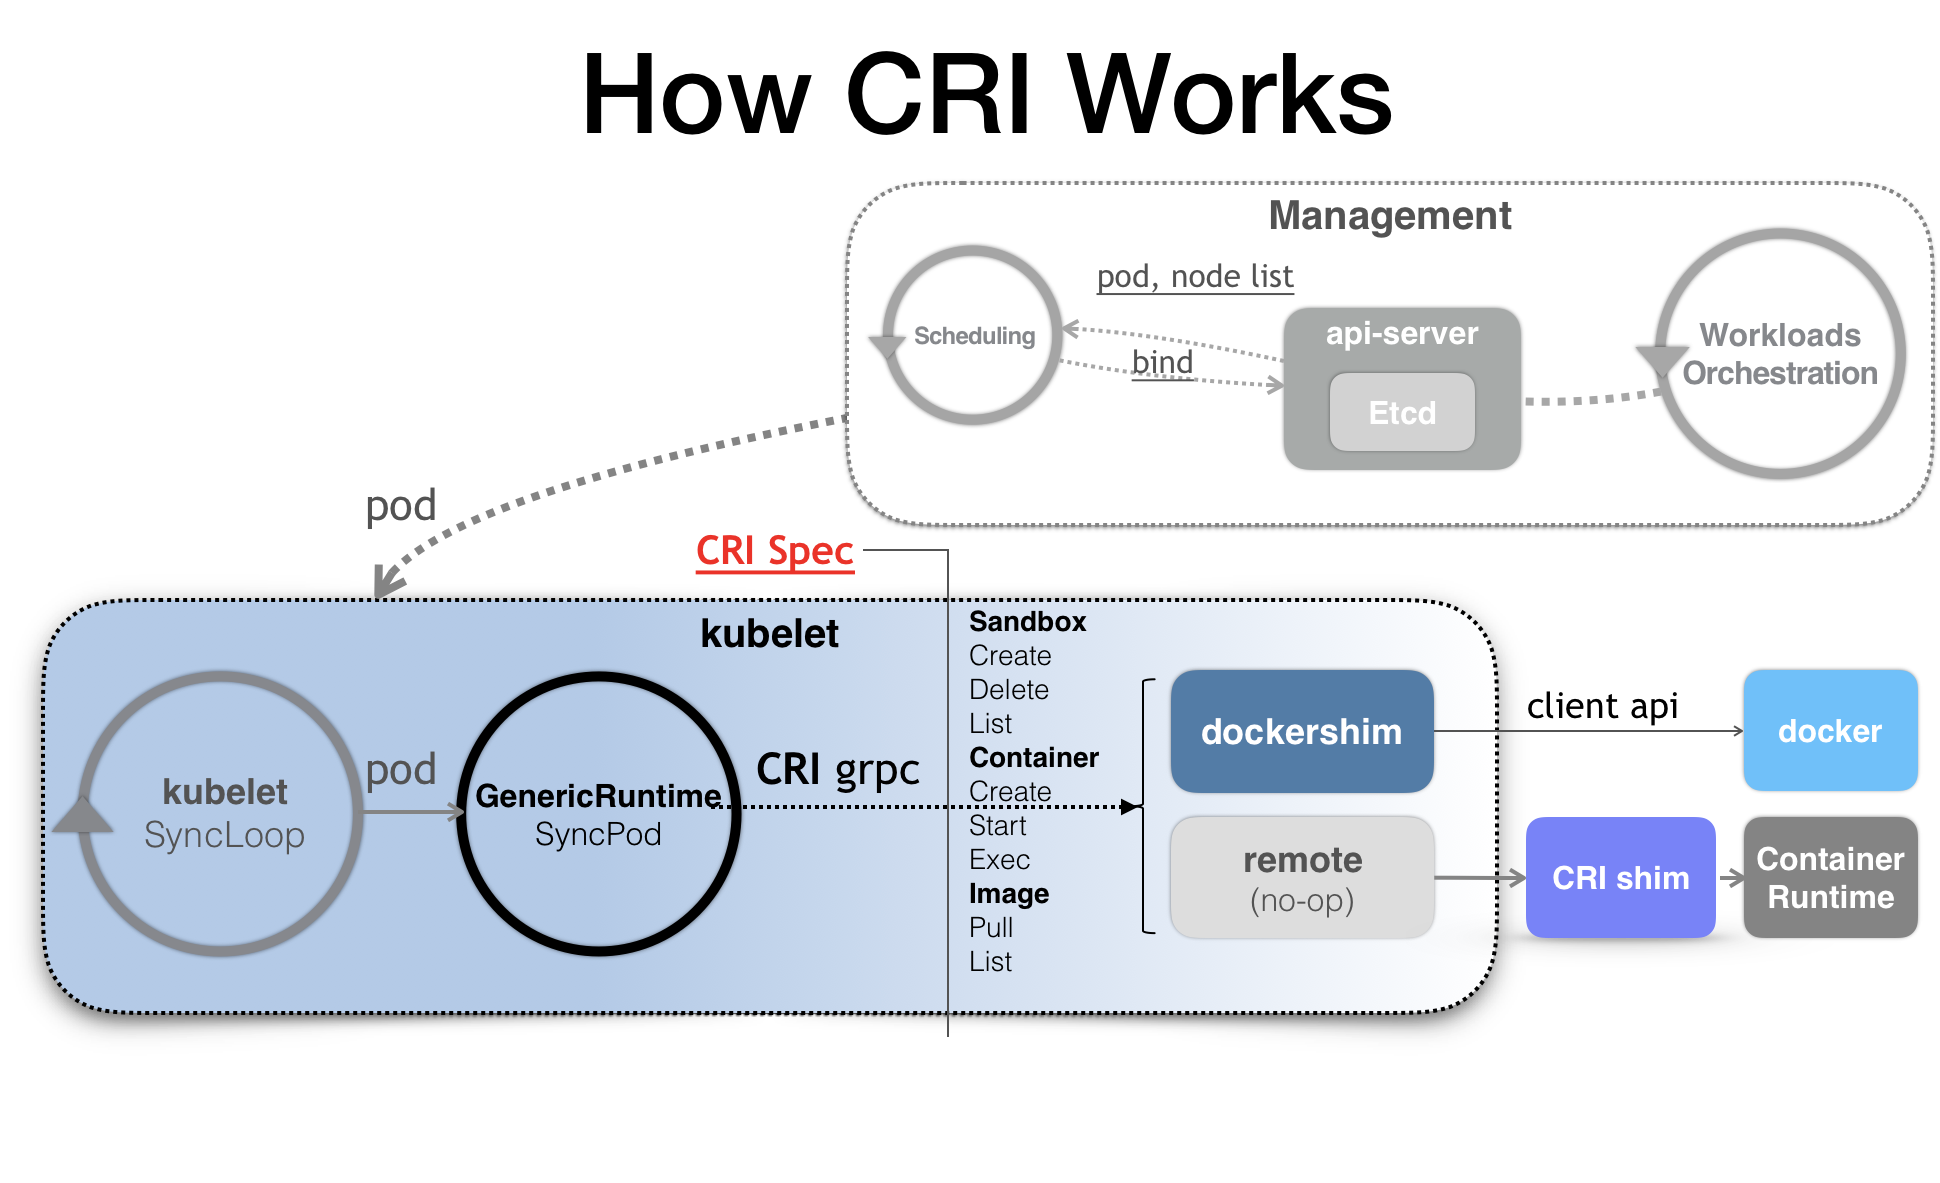 How CRI Works
Management
pod, node list
Scheduling
bind
api-server
Etcd
Workloads
Orchestration
pod
CRI Spec
kubelet
kubelet
SyncLoop
pod
GenericRuntime
SyncPod
CRI grpc
Sandbox
Create
Delete
List
Container
Create
Start
Exec
Image
Pull
List
dockershim
client api
docker
remote
(no-op)
CRI shim
Container
Runtime